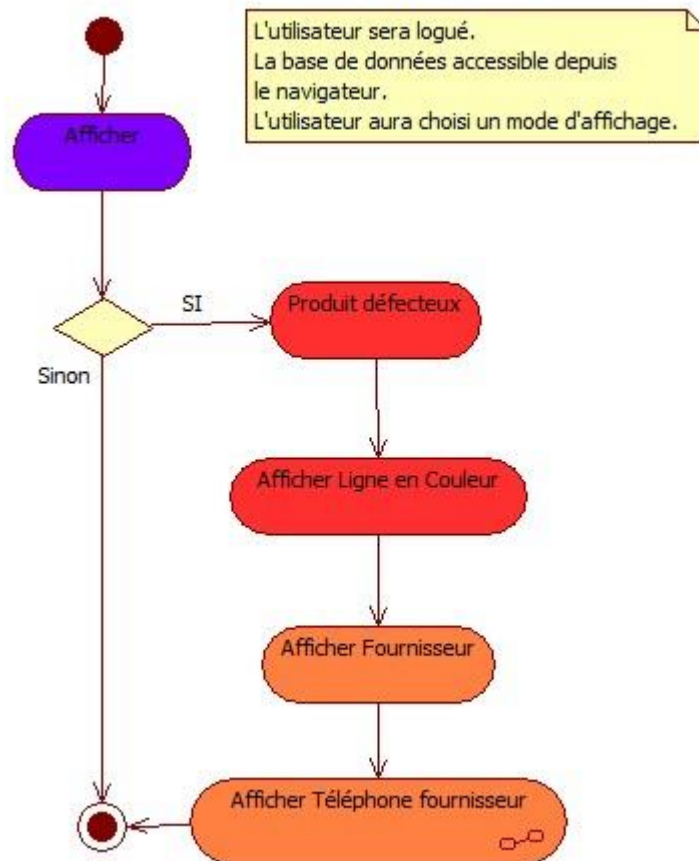 L'utilisateur sera logué.
La base de données accessible depuis
le navigateur.
L'utilisateur aura choisi un mode d'affichage.
Afficher
SI
Produit défecteux
Sinon
Afficher Ligne en Couleur
Afficher Fournisseur
Afficher Téléphone fournisseur